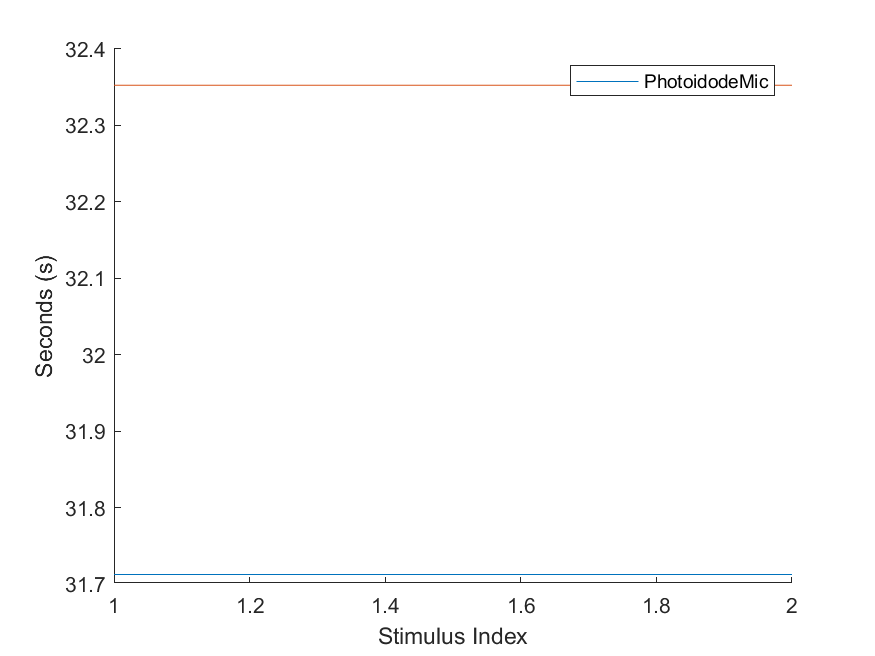 32.4
PhotoidodeMic
32.3
32.2
32.1
32
31.9
31.8
31.7
Seconds (s)
1 1.2 1.4 1.6 1.8 2
Stimulus Index